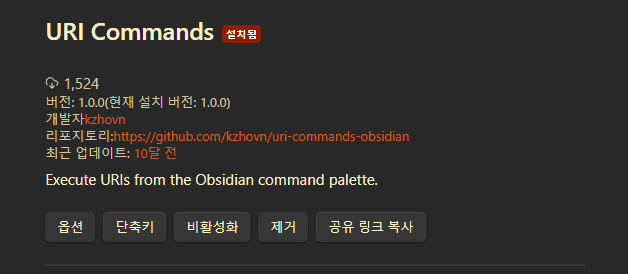 URI Commands 설치됨
1,524
버전: 1.0.0(현재 설치 버전: 1.0.0)
개발자kzhovn
리포지토리:https://github.com/kzhovn/uri-commands-obsidian
최근 업데이트: 10달 전
Execute URIs from the Obsidian command palette.
옵션 단축키 비활성화 제거 공유 링크 복사